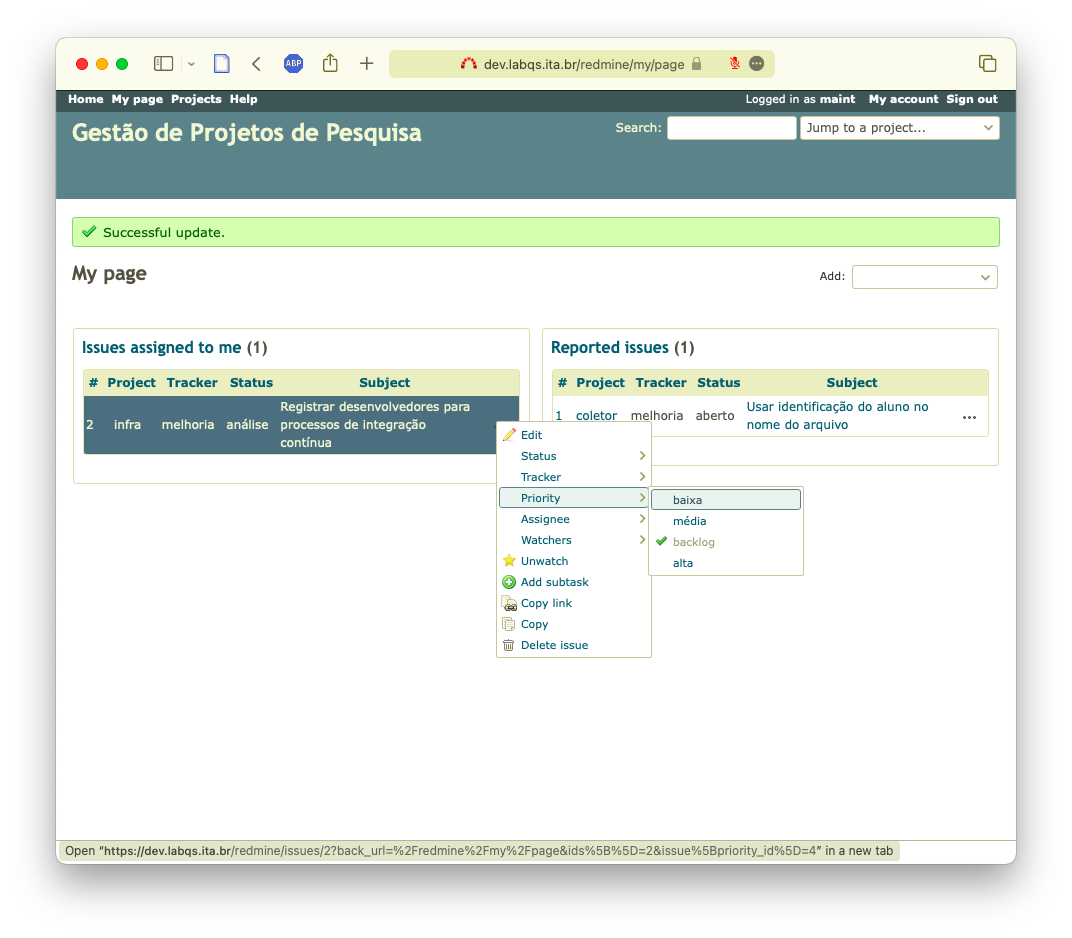 ABP
dev.labqs.ita.br/redmine/my/page
Home My page Projects Help
Logged in as maint My account Sign out
Gestão de Projetos de Pesquisa
Search:
Jump to a project...
Successful update.
My page
Add:
Issues assigned to me (1)
# Project Tracker Status Subject
2 infra melhoria análise Registrar desenvolvedores para
processos de integração
contínua
Reported issues (1)
# Project Tracker Status Subject
1 coletor melhoria aberto Usar identificação do aluno no
nome do arquivo
Edit
Status
Tracker
Priority
Assignee
Watchers
Unwatch
Add subtask
Copy link
Copy
Delete issue
baixa
média
backlog
alta
Open “https://dev.labqs.ita.br/redmine/issues/2?back_url=%2Fredmine%2Fmy%2Fpage&ids%5B%5D=2&issue%5Bpriority_id%5D=4” in a new tab